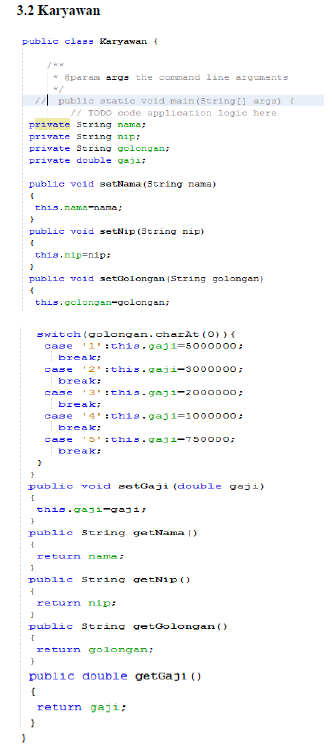 3.2 Karyawan
public class Karyawan {
/**
* @param args the command line arguments
*/
// public static void main(String[] args) {
// TODO code application logic here
private String nama;
private String nip;
private String golongan;
private double gaji;
public void setNama(String nama)
{
this.nama=nama;
}
public void setNip(String nip)
{
this.nip=nip;
}
public void setGolongan(String golongan)
{
this.golongan=golongan;
switch(golongan.charAt(0)){
case '1':this.gaji=5000000;
break;
case '2':this.gaji=3000000;
break;
case '3':this.gaji=2000000;
break;
case '4':this.gaji=1000000;
break;
case '5':this.gaji=750000;
break;
}
}
public void setGaji(double gaji)
{
this.gaji=gaji;
}
public String getNama()
{
return nama;
}
public String getNip()
{
return nip;
}
public String getGolongan()
{
return golongan;
}
public double getGaji()
{
return gaji;
}
}